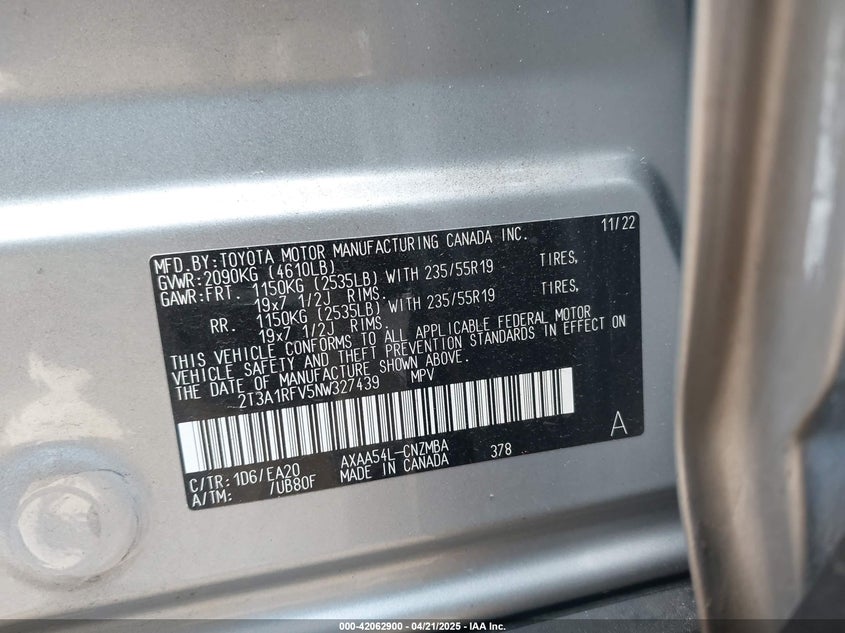 MFD.BY:TOYOTA MOTOR MANUFACTURING CANADA INC. 11/22
GVWR:2090KG (4610LB)
GAWR:FRT. 1150KG (2535LB) WITH 235/55R19 TIRES,
19x7 1/2J RIMS.
RR. 1150KG (2535LB) WITH 235/55R19 TIRES,
19x7 1/2J RIMS.
THIS VEHICLE CONFORMS TO ALL APPLICABLE FEDERAL MOTOR
VEHICLE SAFETY AND THEFT PREVENTION STANDARDS IN EFFECT ON
THE DATE OF MANUFACTURE SHOWN ABOVE.
2T3A1RFV5NW327439 MPV
C/TR:1D6/EA20 AXAA54L-CNZMBA 378 A
A/TM: /UB80F MADE IN CANADA
000-42062900 - 04/21/2025 - IAA Inc.